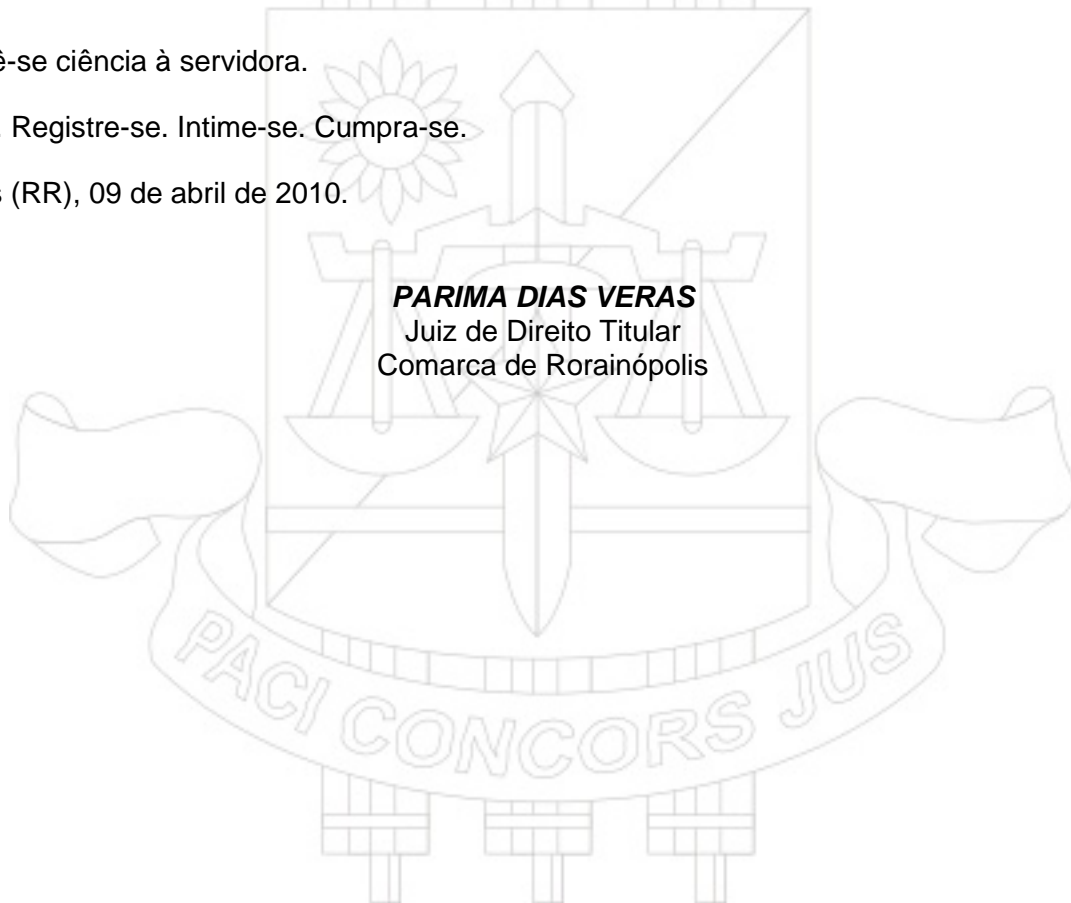 ê-se ciência à servidora.
. Registre-se. Intime-se. Cumpra-se.
s (RR), 09 de abril de 2010.
PARIMA DIAS VERAS
Juiz de Direito Titular
Comarca de Rorainópolis
PACI CONCORS JUS